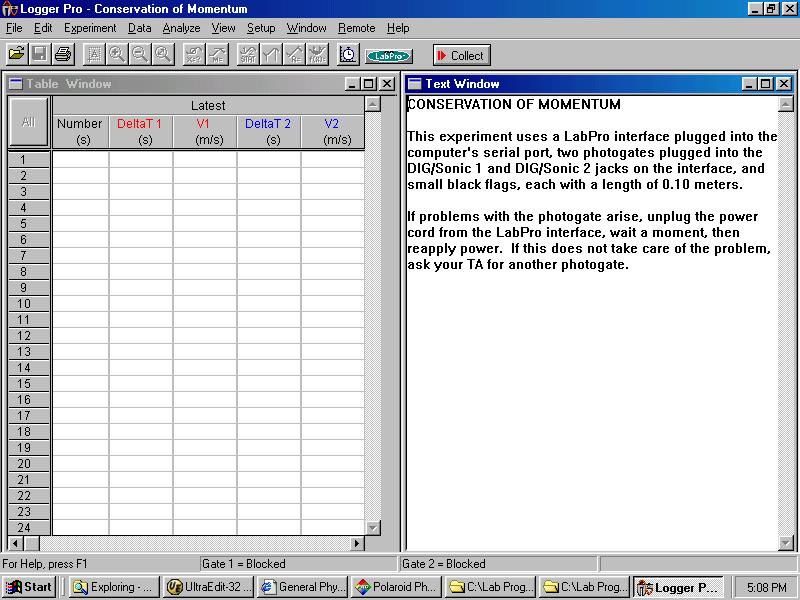 Logger Pro - Conservation of Momentum
File Edit Experiment Data Analyze View Setup Window Remote Help
LabPro Collect
Table Window
All
Latest
Number DeltaT 1 V1 DeltaT 2 V2
(s) (s) (m/s) (s) (m/s)
1
2
3
4
5
6
7
8
9
10
11
12
13
14
15
16
17
18
19
20
21
22
23
24
Text Window
CONSERVATION OF MOMENTUM
This experiment uses a LabPro interface plugged into the
computer's serial port, two photogates plugged into the
DIG/Sonic 1 and DIG/Sonic 2 jacks on the interface, and
small black flags, each with a length of 0.10 meters.
If problems with the photogate arise, unplug the power
cord from the LabPro interface, wait a moment, then
reapply power. If this does not take care of the problem,
ask your TA for another photogate.
For Help, press F1 Gate 1 = Blocked Gate 2 = Blocked
Start Exploring - ... UltraEdit-32 ... General Phy... Polaroid Ph... C:\Lab Prog... C:\Lab Prog... Logger P... 5:08 PM